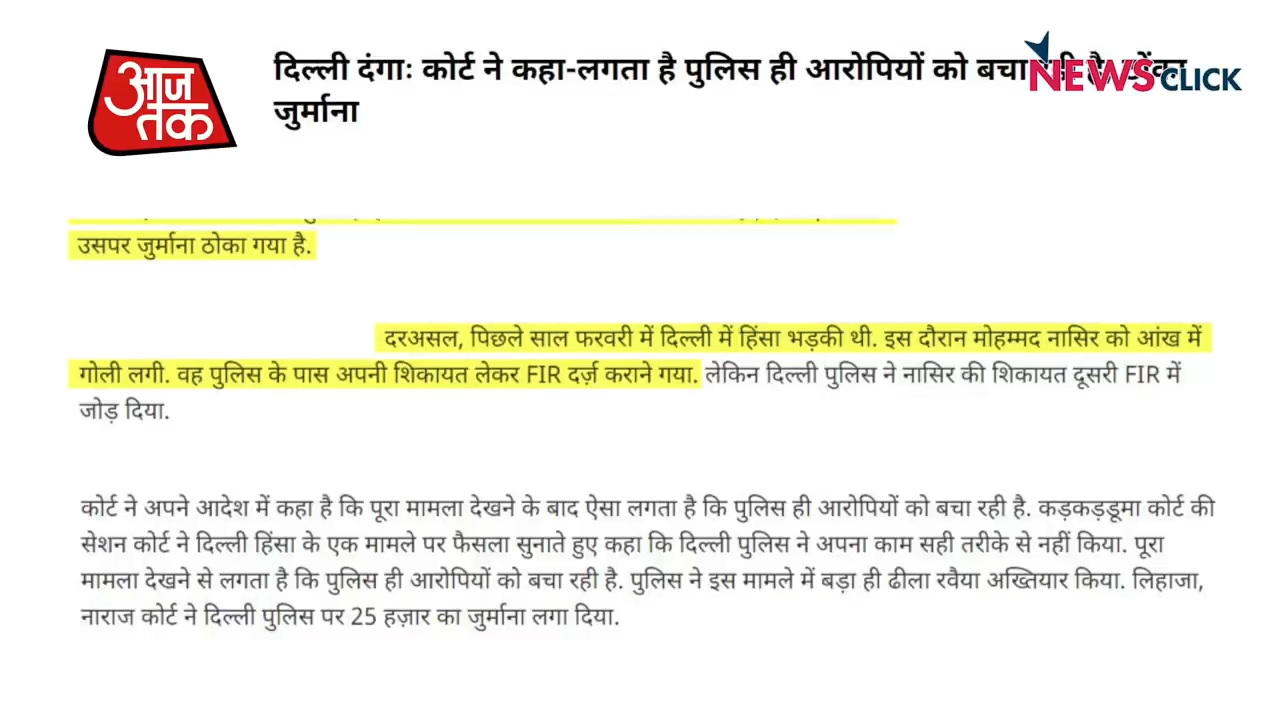 आज तक
दिल्ली दंगाः कोर्ट ने कहा-लगता है पुलिस ही आरोपियों को बचा
NEWSCLICK
जुर्माना
उसपर जुर्माना ठोका गया है.
दरअसल, पिछले साल फरवरी में दिल्ली में हिंसा भड़की थी. इस दौरान मोहम्मद नासिर को आंख में
गोली लगी. वह पुलिस के पास अपनी शिकायत लेकर FIR दर्ज़ कराने गया. लेकिन दिल्ली पुलिस ने नासिर की शिकायत दूसरी FIR में
जोड़ दिया.
कोर्ट ने अपने आदेश में कहा है कि पूरा मामला देखने के बाद ऐसा लगता है कि पुलिस ही आरोपियों को बचा रही है. कड़कड़डूमा कोर्ट की
सेशन कोर्ट ने दिल्ली हिंसा के एक मामले पर फैसला सुनाते हुए कहा कि दिल्ली पुलिस ने अपना काम सही तरीके से नहीं किया. पूरा
मामला देखने से लगता है कि पुलिस ही आरोपियों को बचा रही है. पुलिस ने इस मामले में बड़ा ही ढीला रवैया अख्तियार किया. लिहाजा,
नाराज कोर्ट ने दिल्ली पुलिस पर 25 हज़ार का जुर्माना लगा दिया.